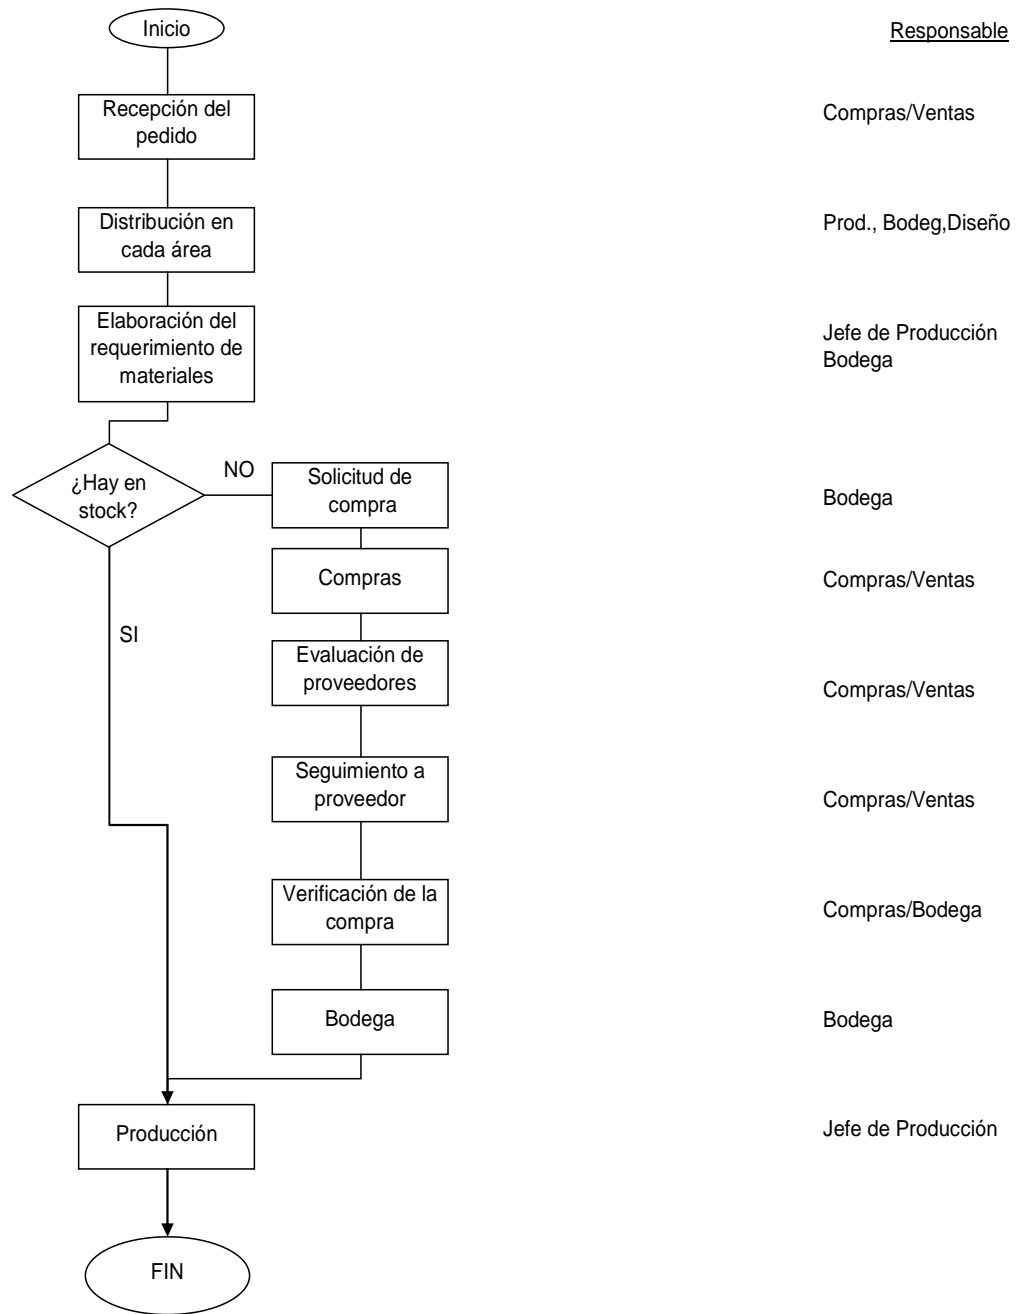 Inicio
Responsable
Recepción del
pedido
Compras/Ventas
Distribución en
cada área
Prod., Bodeg,Diseño
Elaboración del
requerimiento de
materiales
Jefe de Producción
Bodega
¿Hay en
stock?
NO
Solicitud de
compra
Bodega
Compras
Compras/Ventas
SI
Evaluación de
proveedores
Compras/Ventas
Seguimiento a
proveedor
Compras/Ventas
Verificación de la
compra
Compras/Bodega
Bodega
Bodega
Producción
Jefe de Producción
FIN